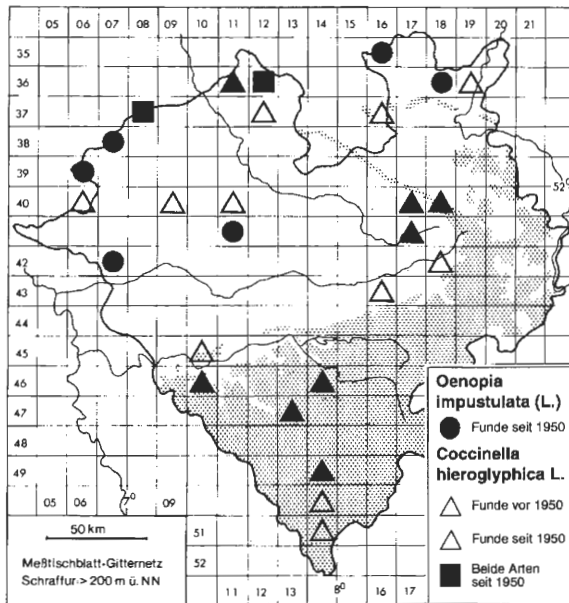 05 06 07 08 09 10 11 12 13 14 15 16 17 18 19 20 21
35
36
37
38
39
52°
40
42
43
44
45
46
47
48
49
Oenopia
impustulata (L.)
Funde seit 1950
Coccinella
hieroglyphica L.
Funde vor 1950
Funde seit 1950
Beide Arten
seit 1950
05 06 7° 09
50 km
Meßtischblatt-Gitternetz
Schraffur > 200 m ü. NN
51
52
11 12 13 8° 16 17